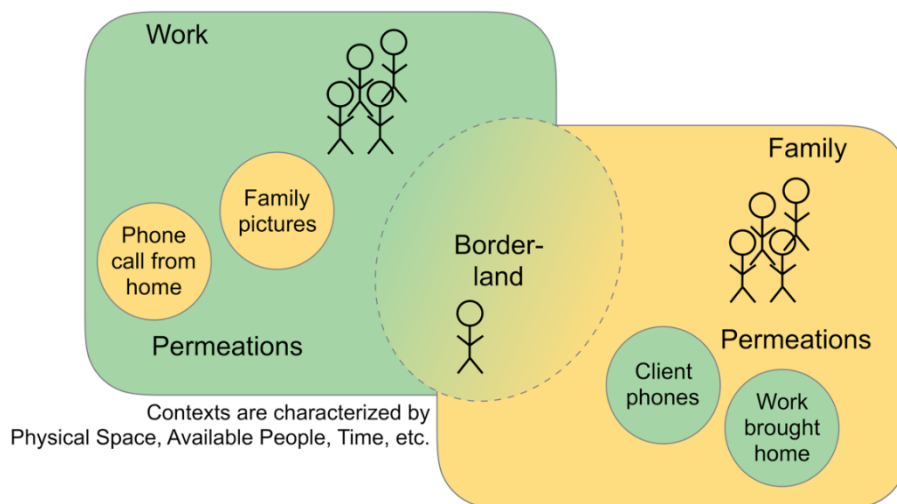 Work
Family
pictures
Phone
call from
home
Permeations
Border-
land
Family
Permeations
Client
phones
Work
brought
home
Contexts are characterized by
Physical Space, Available People, Time, etc.